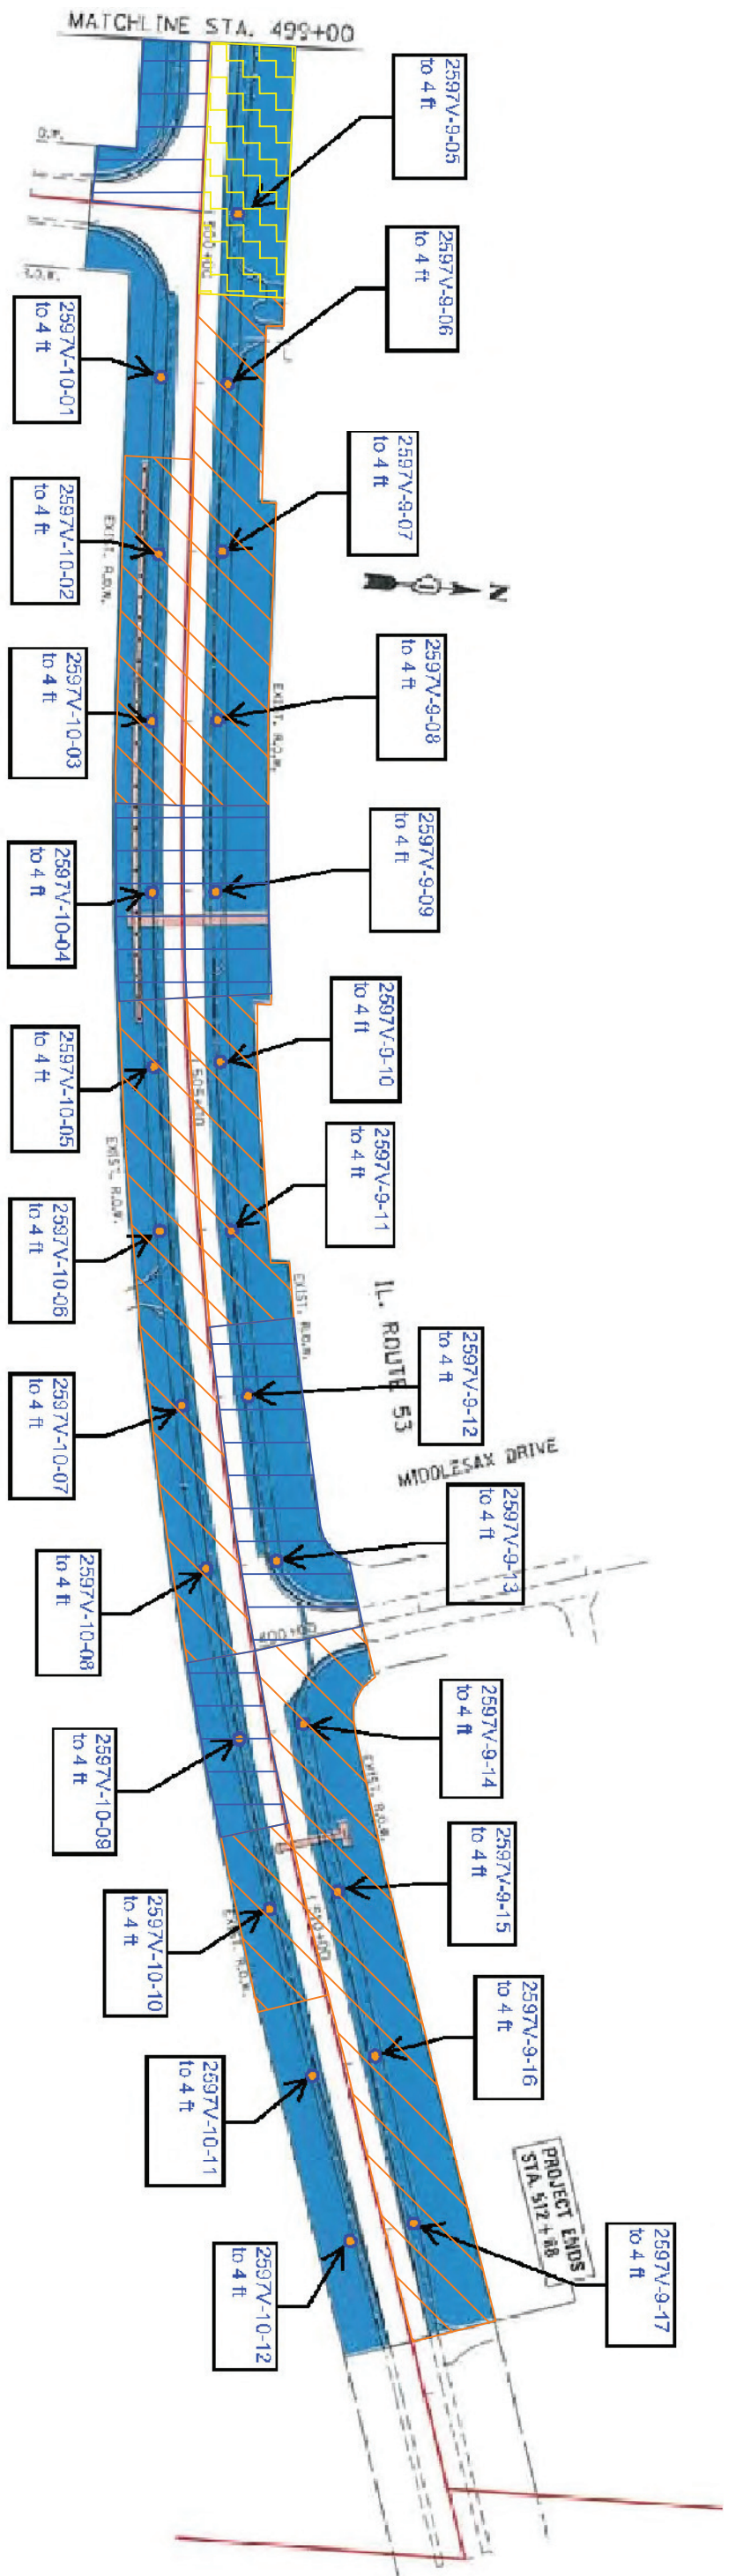 MATCHLINE STA. 499+00
2597V-9-05
to 4 ft
2597V-9-06
to 4 ft
500+00
R.O.W.
2597V-10-01
to 4 ft
2597V-9-07
to 4 ft
2597V-10-02
to 4 ft
EXIST. R.O.W.
N
2597V-9-08
to 4 ft
2597V-10-03
to 4 ft
EXIST. R.O.W.
2597V-9-09
to 4 ft
2597V-10-04
to 4 ft
2597V-9-10
to 4 ft
505+00
2597V-10-05
to 4 ft
2597V-9-11
to 4 ft
EXIST. R.O.W.
2597V-10-06
to 4 ft
EXIST. R.O.W.
IL. ROUTE 53
2597V-9-12
to 4 ft
2597V-10-07
to 4 ft
MIDDLESAX DRIVE
2597V-9-13
to 4 ft
2597V-10-08
to 4 ft
2597V-9-14
to 4 ft
2597V-10-09
to 4 ft
EXIST. R.O.W.
2597V-9-15
to 4 ft
2597V-10-10
to 4 ft
EXIST. R.O.W.
2597V-9-16
to 4 ft
2597V-10-11
to 4 ft
PROJECT ENDS
STA. 512+88
2597V-9-17
to 4 ft
2597V-10-12
to 4 ft